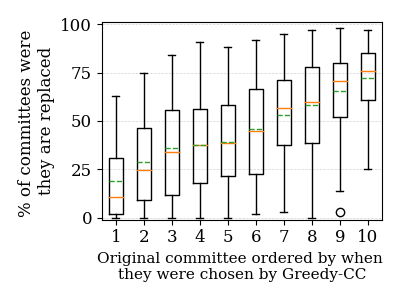 % of committees were
they are replaced
100
75
50
25
0
1 2 3 4 5 6 7 8 9 10
Original committee ordered by when
they were chosen by Greedy-CC